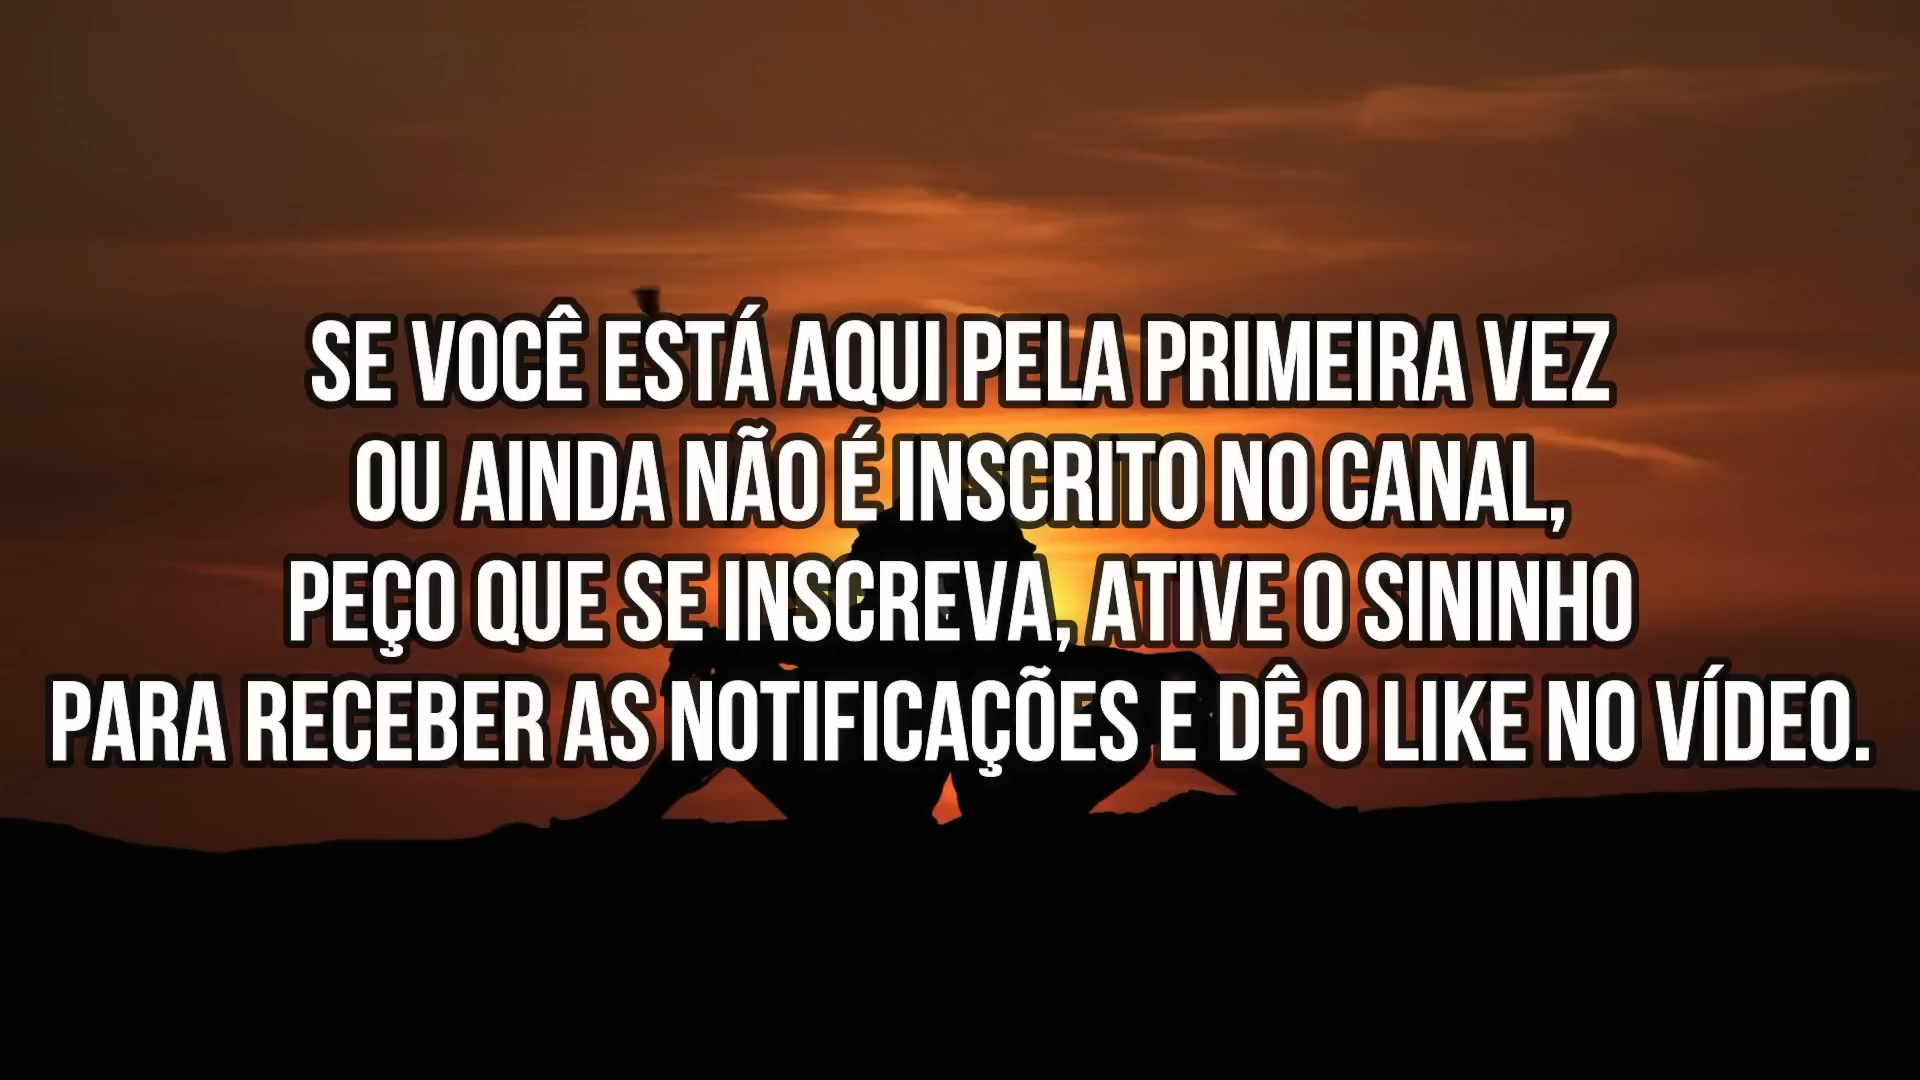 SE VOCÊ ESTÁ AQUI PELA PRIMEIRA VEZ
OU AINDA NÃO É INSCRITO NO CANAL,
PEÇO QUE SE INSCREVA, ATIVE O SININHO
PARA RECEBER AS NOTIFICAÇÕES E DÊ O LIKE NO VÍDEO.